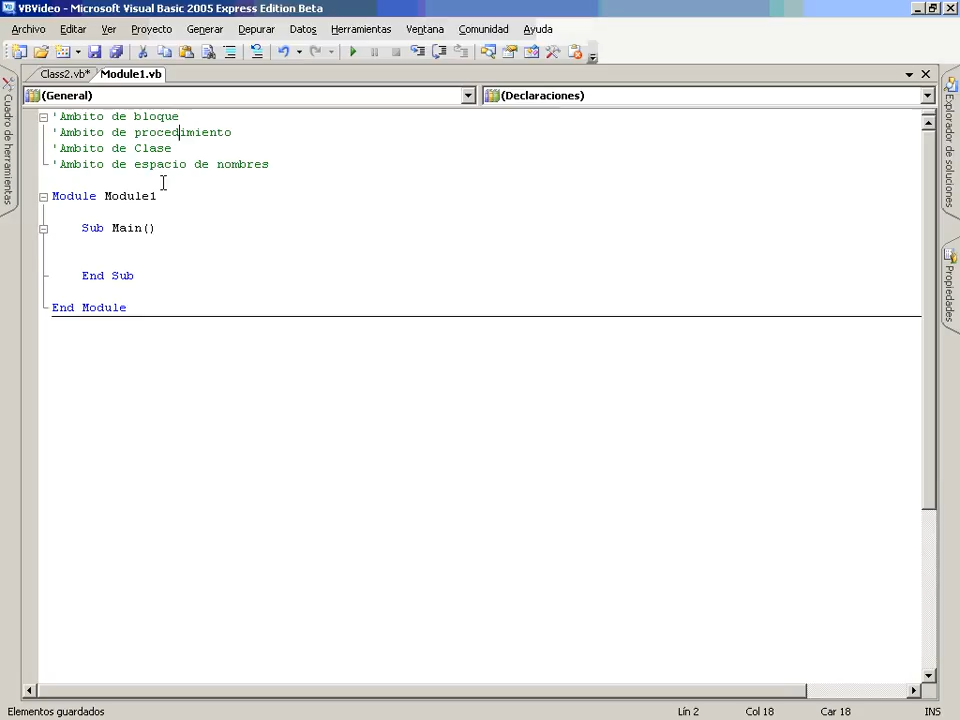 VBVideo - Microsoft Visual Basic 2005 Express Edition Beta
Archivo Editar Ver Proyecto Generar Depurar Datos Herramientas Ventana Comunidad Ayuda
Class2.vb* Module1.vb
(General) (Declaraciones)
'Ambito de bloque
'Ambito de procedimiento
'Ambito de Clase
'Ambito de espacio de nombres
Module Module1
Sub Main()
End Sub
End Module
Cuadro de herramientas
Explorador de soluciones
Propiedades
Elementos guardados Lín 2 Col 18 Car 18 INS